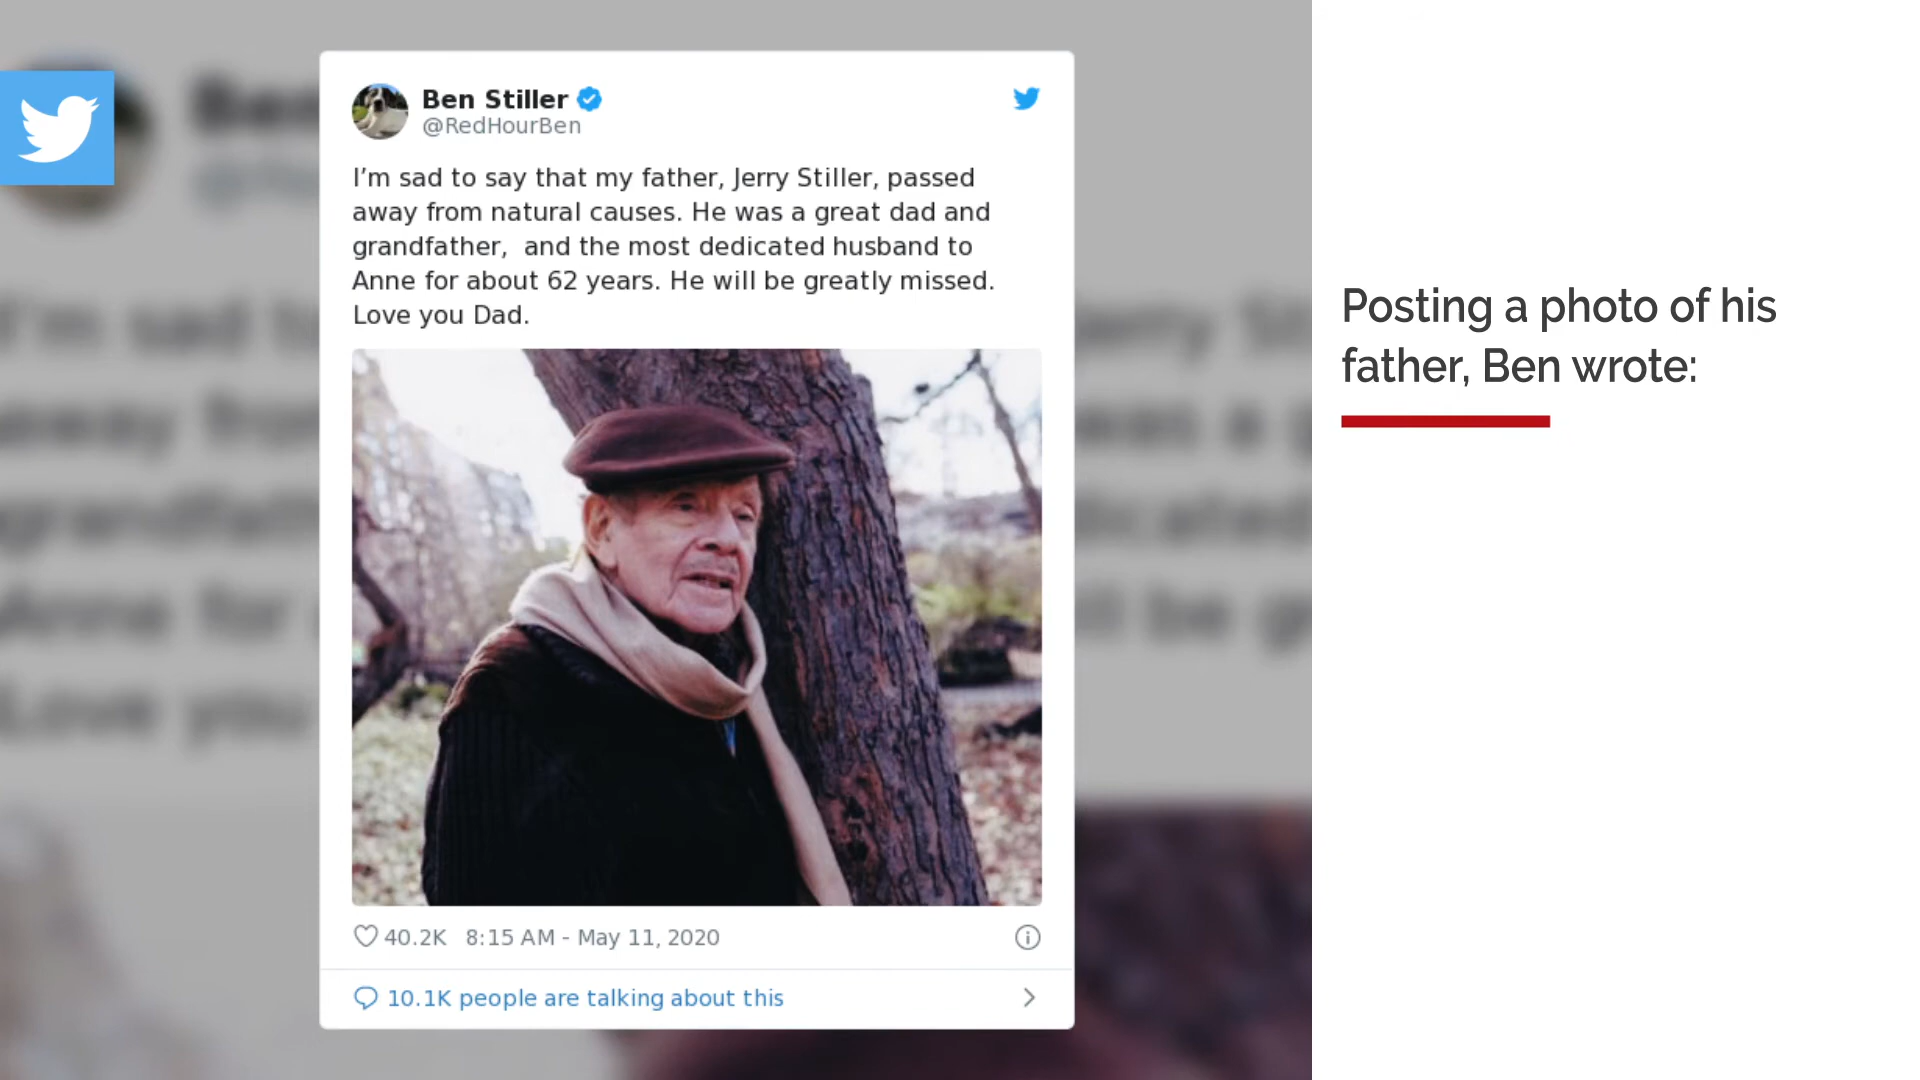 Ben Stiller
@RedHourBen
I’m sad to say that my father, Jerry Stiller, passed
away from natural causes. He was a great dad and
grandfather,  and the most dedicated husband to
Anne for about 62 years. He will be greatly missed.
Love you Dad.
40.2K 8:15 AM - May 11, 2020
10.1K people are talking about this
Posting a photo of his
father, Ben wrote: